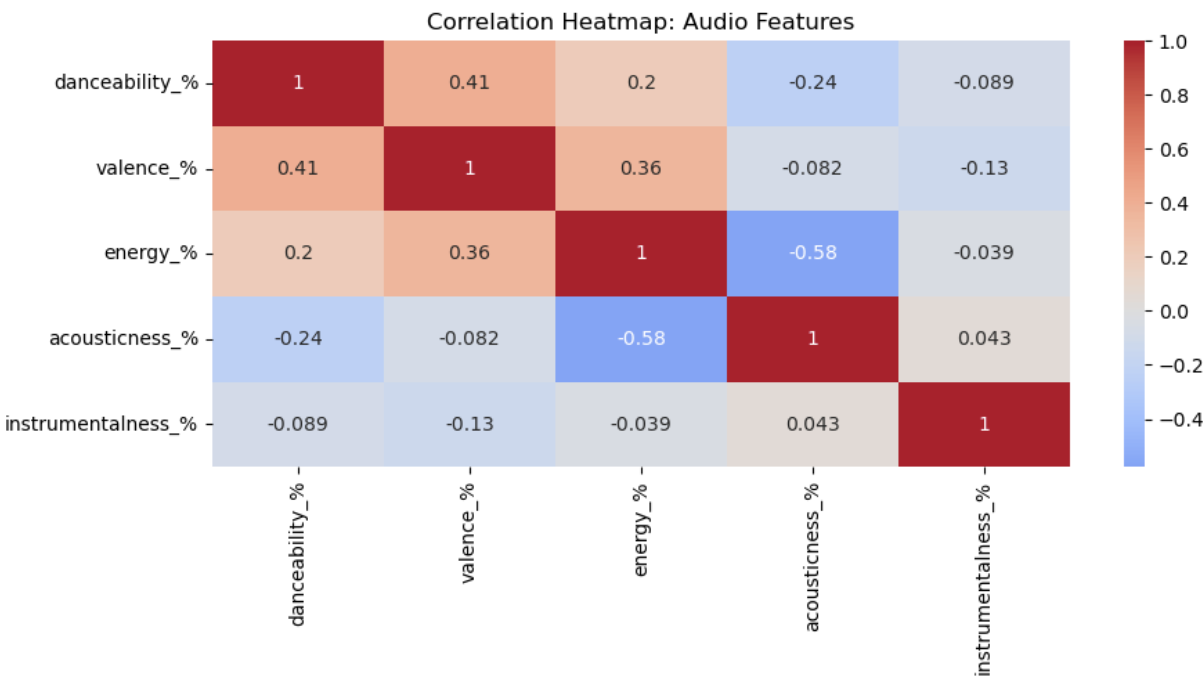 Correlation Heatmap: Audio Features
danceability_% 1 0.41 0.2 -0.24 -0.089
valence_% 0.41 1 0.36 -0.082 -0.13
energy_% 0.2 0.36 1 -0.58 -0.039
acousticness_% -0.24 -0.082 -0.58 1 0.043
instrumentalness_% -0.089 -0.13 -0.039 0.043 1
danceability_%
valence_%
energy_%
acousticness_%
instrumentalness_%
1.0
0.8
0.6
0.4
0.2
0.0
−0.2
−0.4